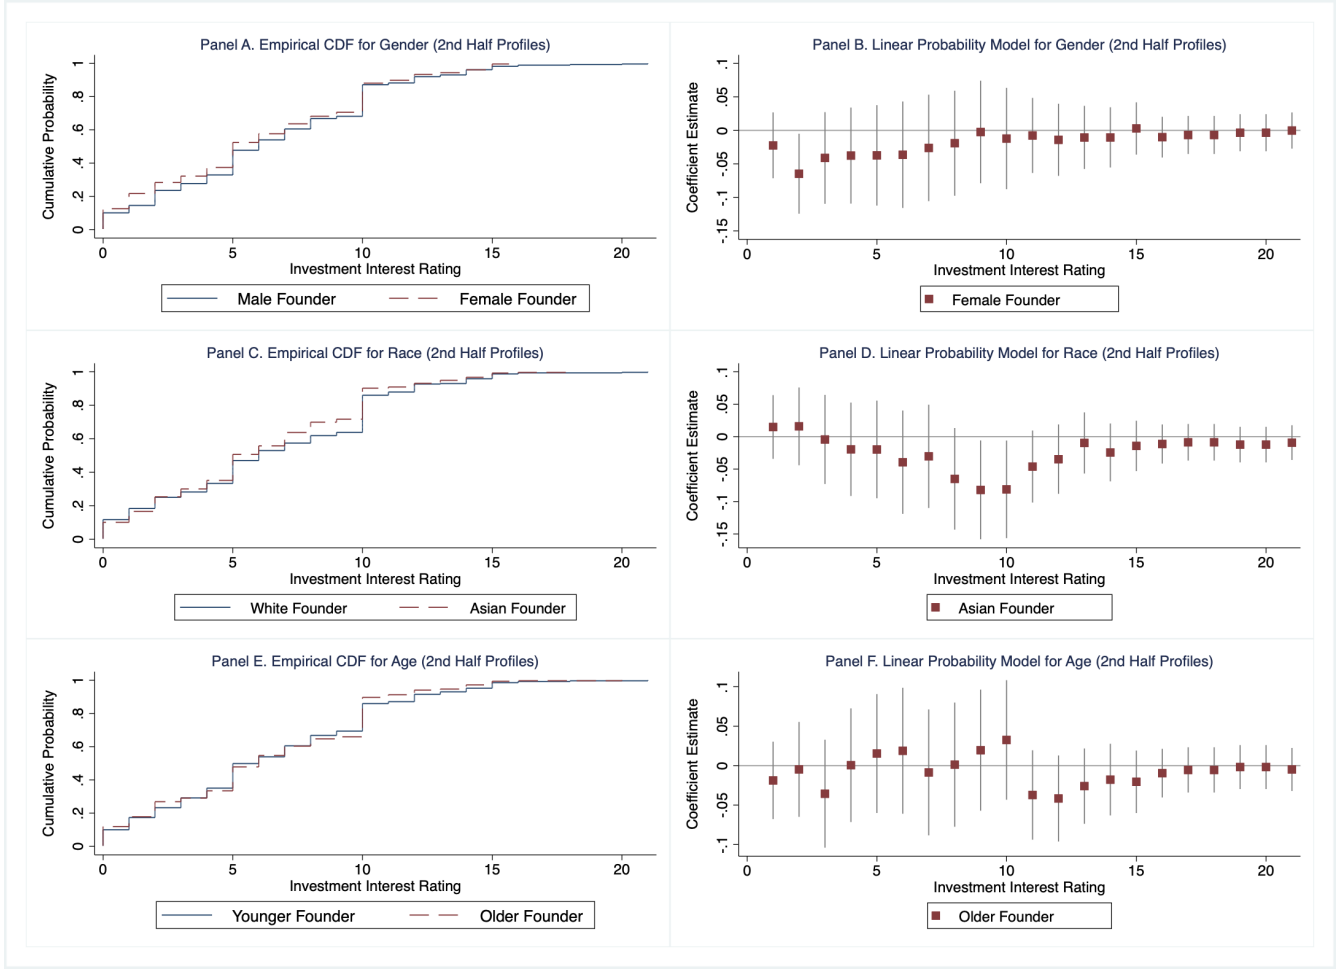 Panel A. Empirical CDF for Gender (2nd Half Profiles)
Cumulative Probability
1
.8
.6
.4
.2
0
0 5 10 15 20
Investment Interest Rating
Male Founder Female Founder
Panel B. Linear Probability Model for Gender (2nd Half Profiles)
Coefficient Estimate
.1
.05
0
-.05
-.1
-.15
0 5 10 15 20
Investment Interest Rating
Female Founder
Panel C. Empirical CDF for Race (2nd Half Profiles)
Cumulative Probability
1
.8
.6
.4
.2
0
0 5 10 15 20
Investment Interest Rating
White Founder Asian Founder
Panel D. Linear Probability Model for Race (2nd Half Profiles)
Coefficient Estimate
.1
.05
0
-.05
-.1
-.15
0 5 10 15 20
Investment Interest Rating
Asian Founder
Panel E. Empirical CDF for Age (2nd Half Profiles)
Cumulative Probability
1
.8
.6
.4
.2
0
0 5 10 15 20
Investment Interest Rating
Younger Founder Older Founder
Panel F. Linear Probability Model for Age (2nd Half Profiles)
Coefficient Estimate
.1
.05
0
-.05
-.1
0 5 10 15 20
Investment Interest Rating
Older Founder